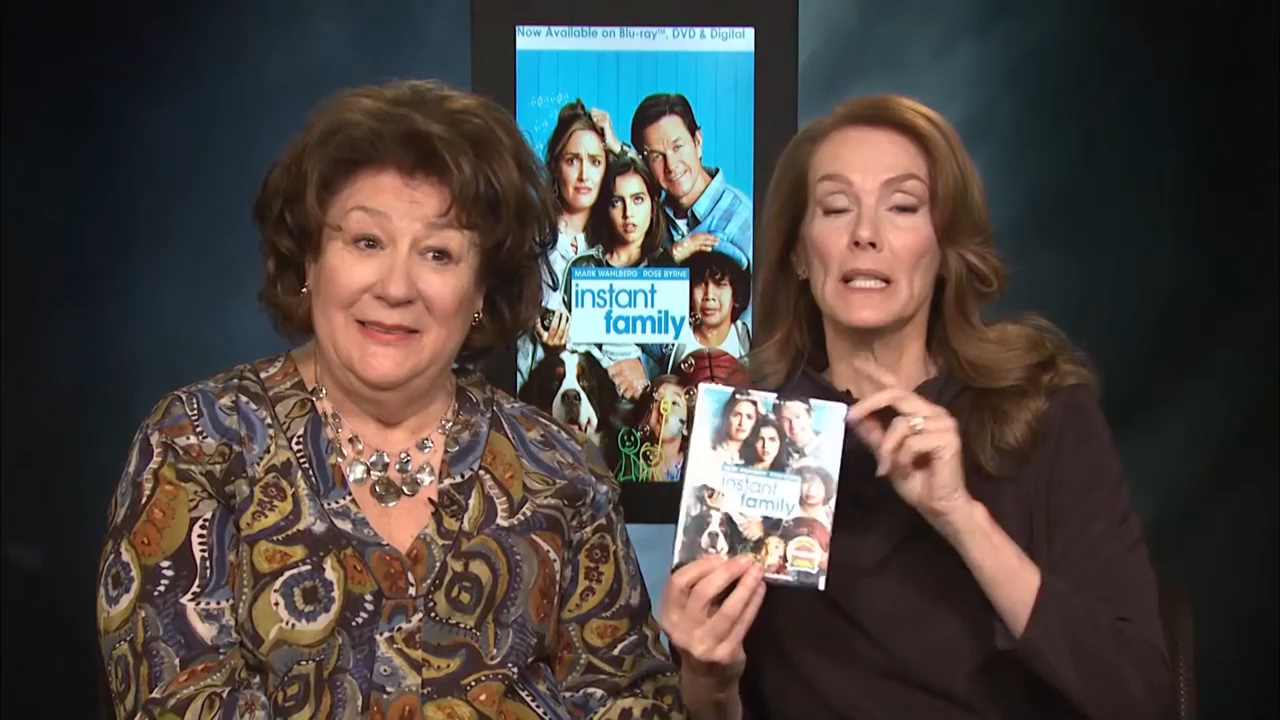 Now Available on Blu-ray™, DVD & Digital
MARK WAHLBERG ROSE BYRNE
instant
family
instant
family